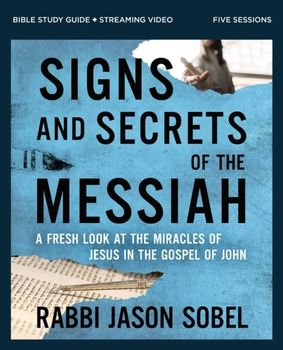 BIBLE STUDY GUIDE + STREAMING VIDEO FIVE SESSIONS
SIGNS
AND SECRETS
OF THE
MESSIAH
A FRESH LOOK AT THE MIRACLES OF
JESUS IN THE GOSPEL OF JOHN
RABBI JASON SOBEL